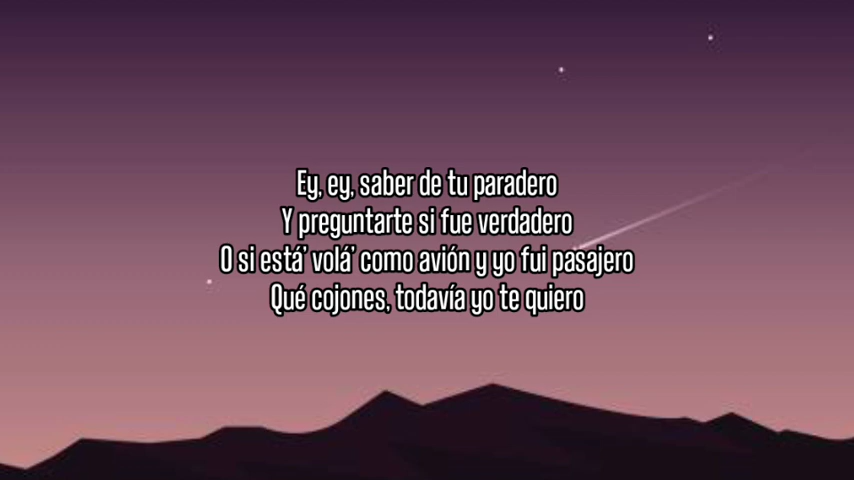 Ey, ey, saber de tu paradero
Y preguntarte si fue verdadero
O si está' volá' como avión y yo fui pasajero
Qué cojones, todavía yo te quiero